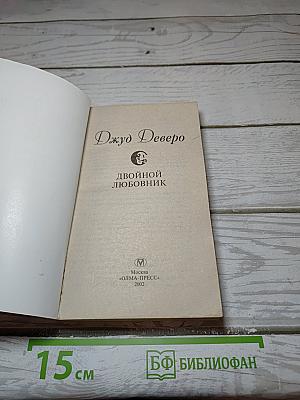 Джуд Деверо
ДВОЙНОЙ
ЛЮБОВНИК
Москва
«ОЛМА-ПРЕСС»
2002
15 см
БФ БИБЛИОФАН